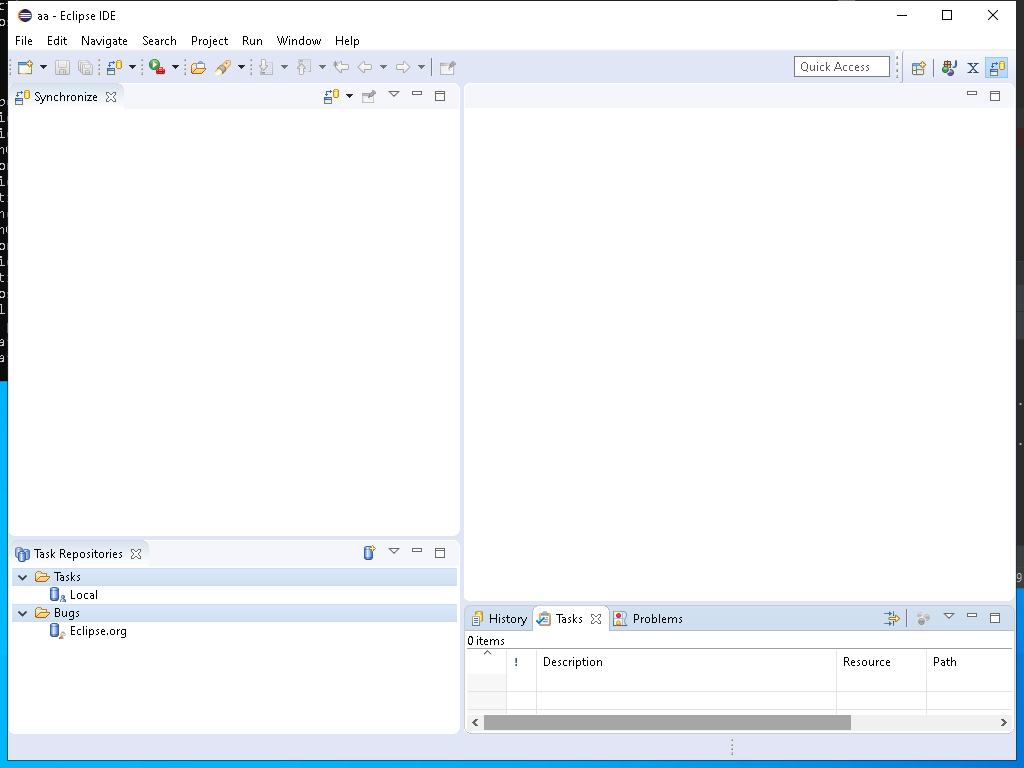 aa - Eclipse IDE
File Edit Navigate Search Project Run Window Help
Quick Access
Synchronize
Task Repositories
Tasks
Local
Bugs
Eclipse.org
History Tasks Problems
0 items
! Description Resource Path